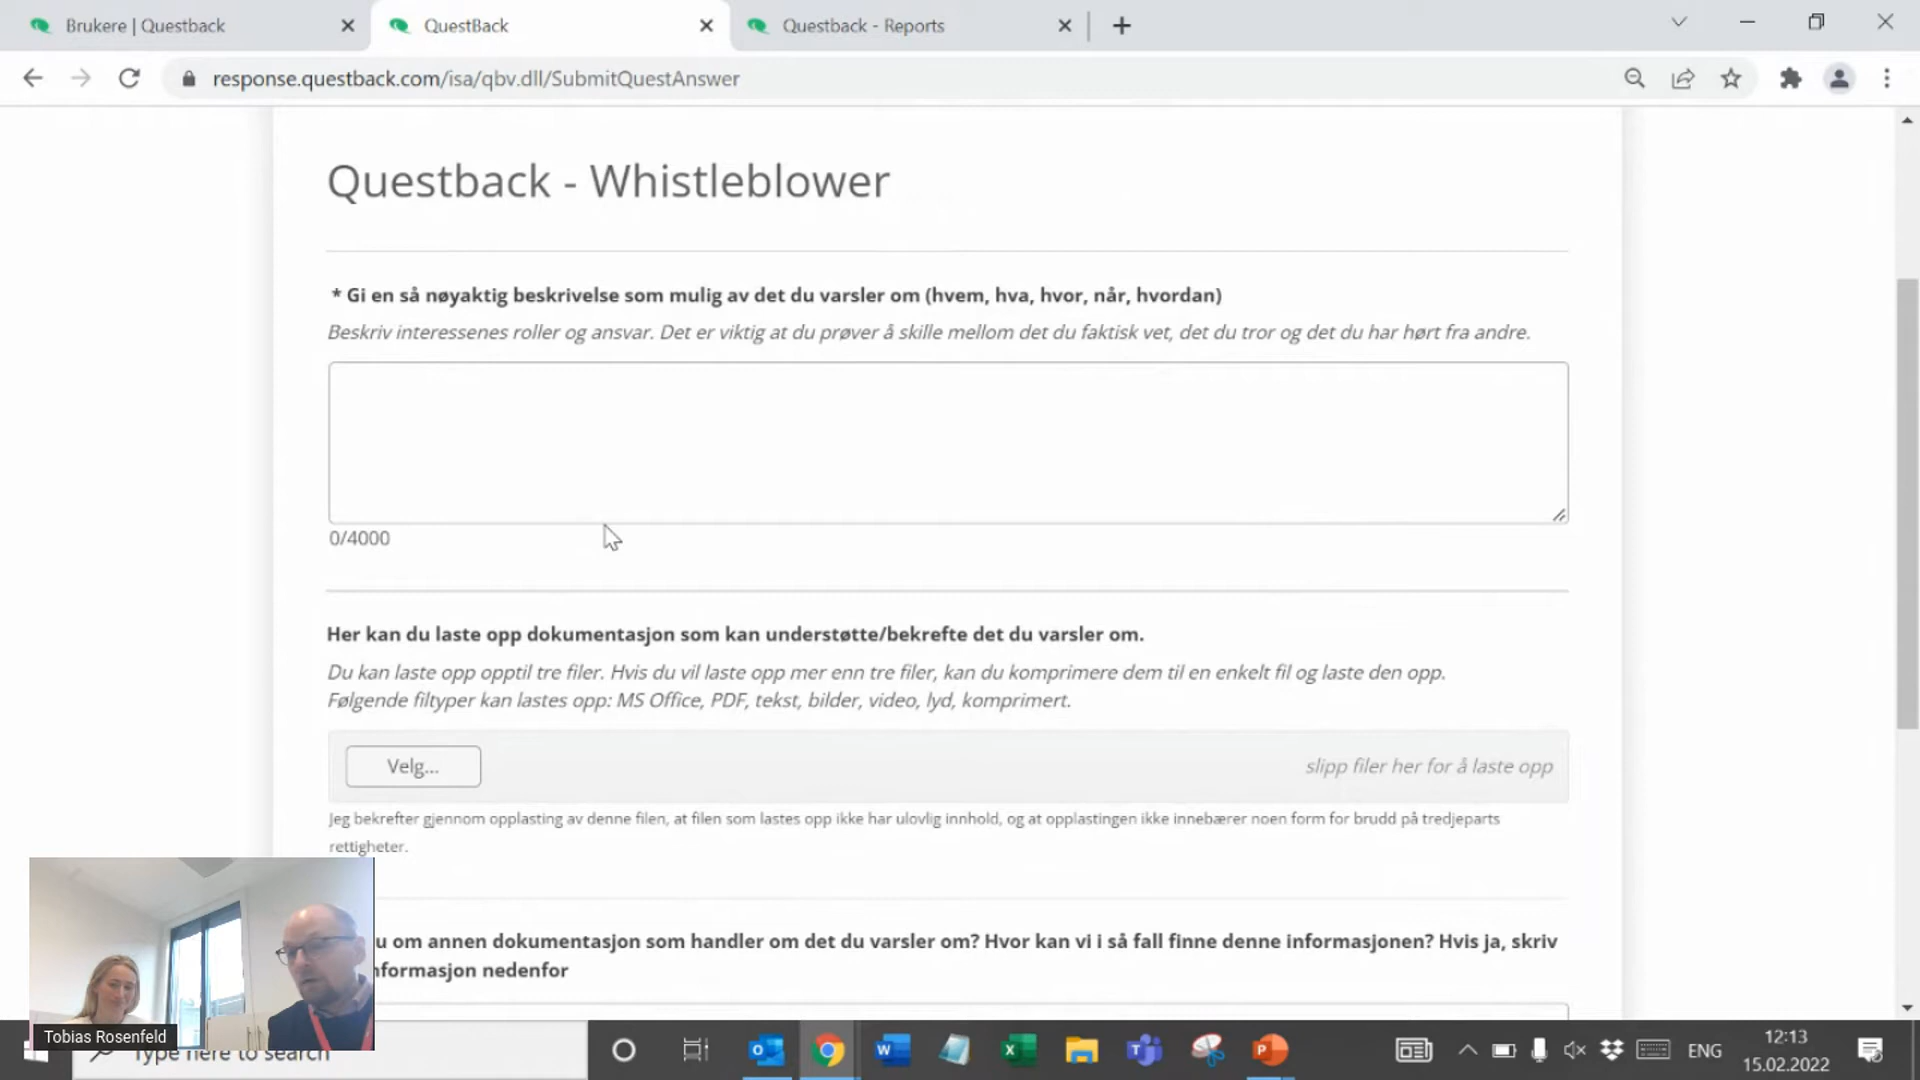 Brukere | Questback
QuestBack
Questback - Reports
response.questback.com/isa/qbv.dll/SubmitQuestAnswer
Questback - Whistleblower
* Gi en så nøyaktig beskrivelse som mulig av det du varsler om (hvem, hva, hvor, når, hvordan)
Beskriv interessenes roller og ansvar. Det er viktig at du prøver å skille mellom det du faktisk vet, det du tror og det du har hørt fra andre.
0/4000
Her kan du laste opp dokumentasjon som kan understøtte/bekrefte det du varsler om.
Du kan laste opp opptil tre filer. Hvis du vil laste opp mer enn tre filer, kan du komprimere dem til en enkelt fil og laste den opp.
Følgende filtyper kan lastes opp: MS Office, PDF, tekst, bilder, video, lyd, komprimert.
Velg...
slipp filer her for å laste opp
Jeg bekrefter gjennom opplasting av denne filen, at filen som lastes opp ikke har ulovlig innhold, og at opplastingen ikke innebærer noen form for brudd på tredjeparts
rettigheter.
u om annen dokumentasjon som handler om det du varsler om? Hvor kan vi i så fall finne denne informasjonen? Hvis ja, skriv
nformasjon nedenfor
Tobias Rosenfeld
Type here to search
ENG
12:13
15.02.2022